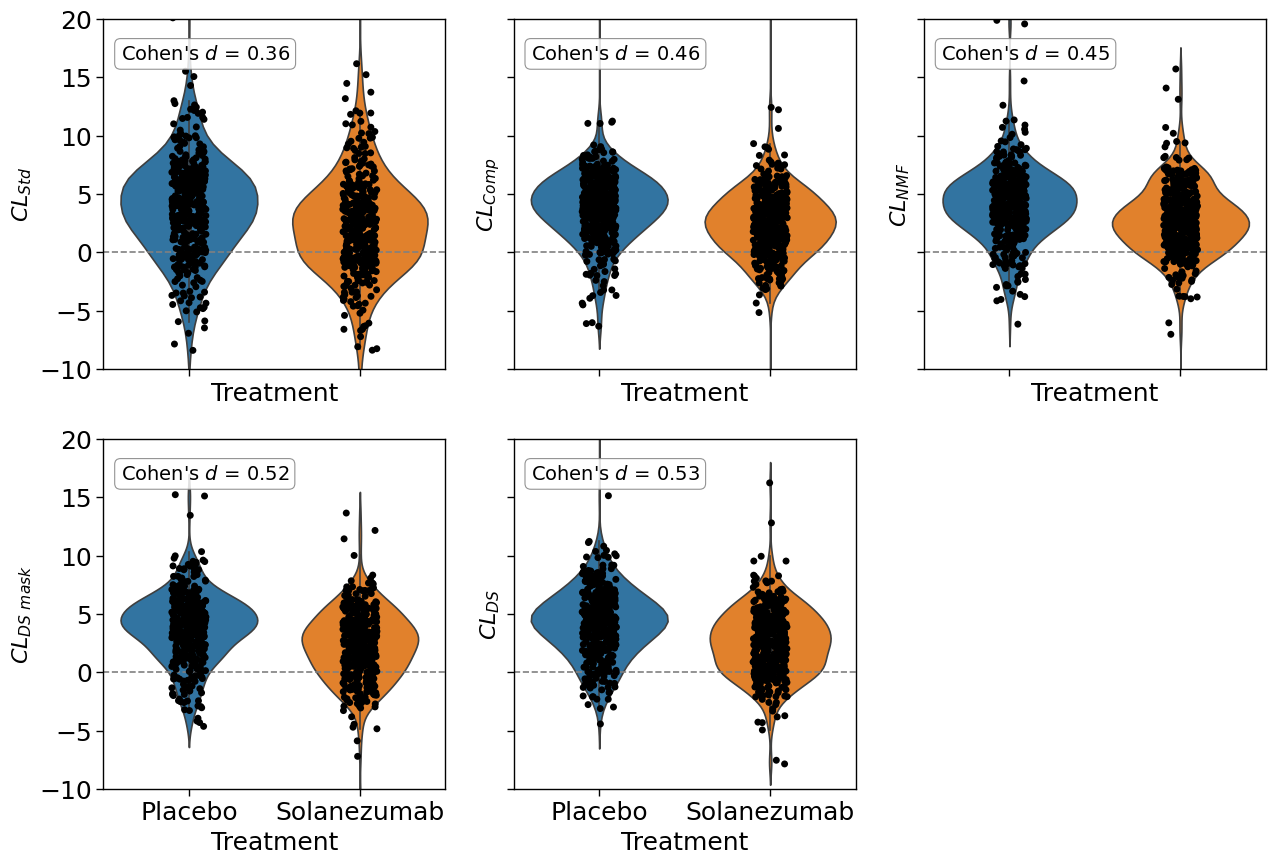 20
15
10
5
0
−5
−10
CL_Std
Cohen's d = 0.36
Treatment
CL_Comp
Cohen's d = 0.46
Treatment
CL_NMF
Cohen's d = 0.45
Treatment
20
15
10
5
0
−5
−10
CL_DS mask
Cohen's d = 0.52
Placebo Solanezumab
Treatment
CL_DS
Cohen's d = 0.53
Placebo Solanezumab
Treatment